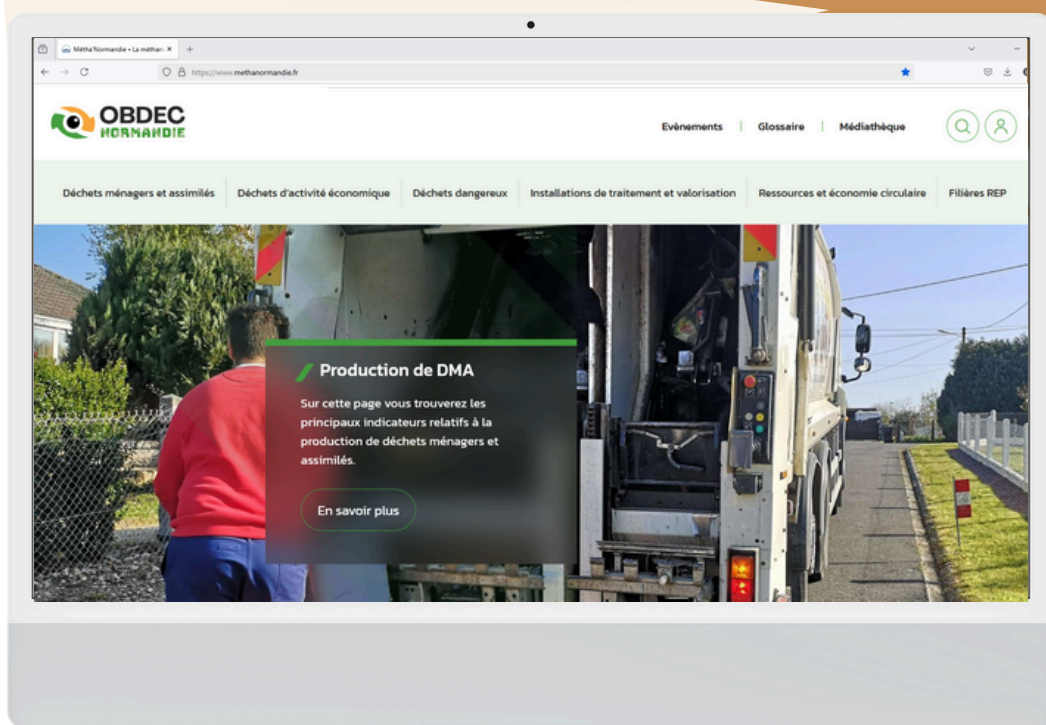 Métha'Normandie • La méthan
https://www.methanormandie.fr
OBDEC
NORMANDIE
Evènements | Glossaire | Médiathèque
Déchets ménagers et assimilés
Déchets d'activité économique
Déchets dangereux
Installations de traitement et valorisation
Ressources et économie circulaire
Filières REP
Production de DMA
Sur cette page vous trouverez les
principaux indicateurs relatifs à la
production de déchets ménagers et
assimilés.
En savoir plus